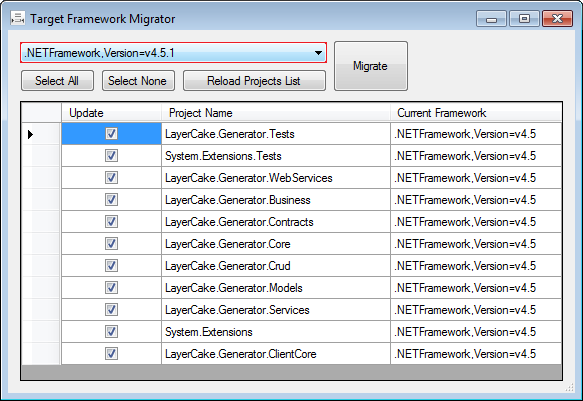 Target Framework Migrator
.NETFramework,Version=v4.5.1
Migrate
Select All Select None Reload Projects List
Update Project Name Current Framework
LayerCake.Generator.Tests .NETFramework,Version=v4.5
System.Extensions.Tests .NETFramework,Version=v4.5
LayerCake.Generator.WebServices .NETFramework,Version=v4.5
LayerCake.Generator.Business .NETFramework,Version=v4.5
LayerCake.Generator.Contracts .NETFramework,Version=v4.5
LayerCake.Generator.Core .NETFramework,Version=v4.5
LayerCake.Generator.Crud .NETFramework,Version=v4.5
LayerCake.Generator.Models .NETFramework,Version=v4.5
LayerCake.Generator.Services .NETFramework,Version=v4.5
System.Extensions .NETFramework,Version=v4.5
LayerCake.Generator.ClientCore .NETFramework,Version=v4.5